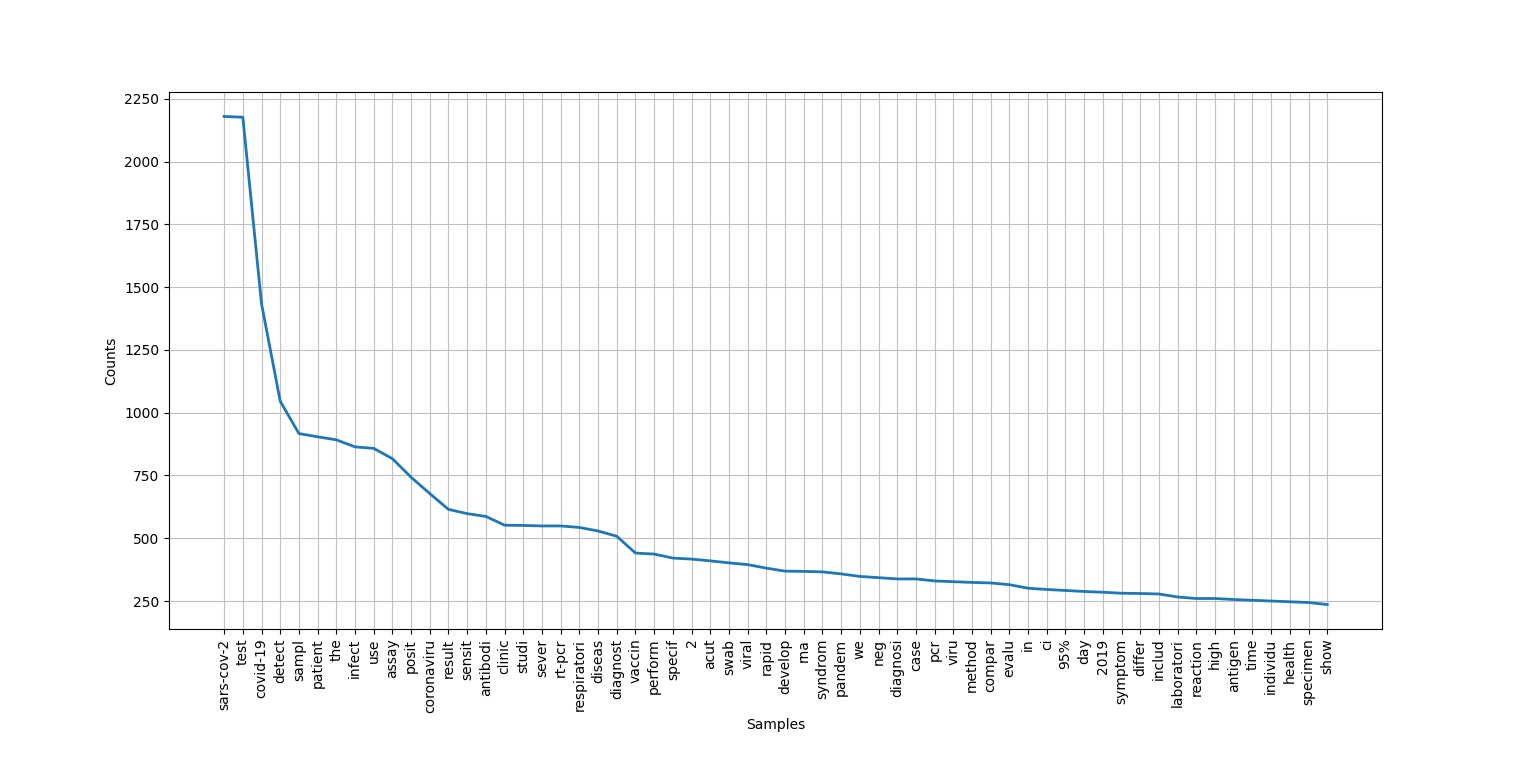 2250
2000
1750
1500
1250
1000
750
500
250
Counts
sars-cov-2
test
covid-19
detect
sampl
patient
the
infect
use
assay
posit
coronaviru
result
sensit
antibodi
clinic
studi
sever
rt-pcr
respiratori
diseas
diagnost
vaccin
perform
specif
2
acut
swab
viral
rapid
develop
rna
syndrom
pandem
we
neg
diagnosi
case
pcr
viru
method
compar
evalu
in
ci
95%
day
2019
symptom
differ
includ
laboratori
reaction
high
antigen
time
individu
health
specimen
show
Samples